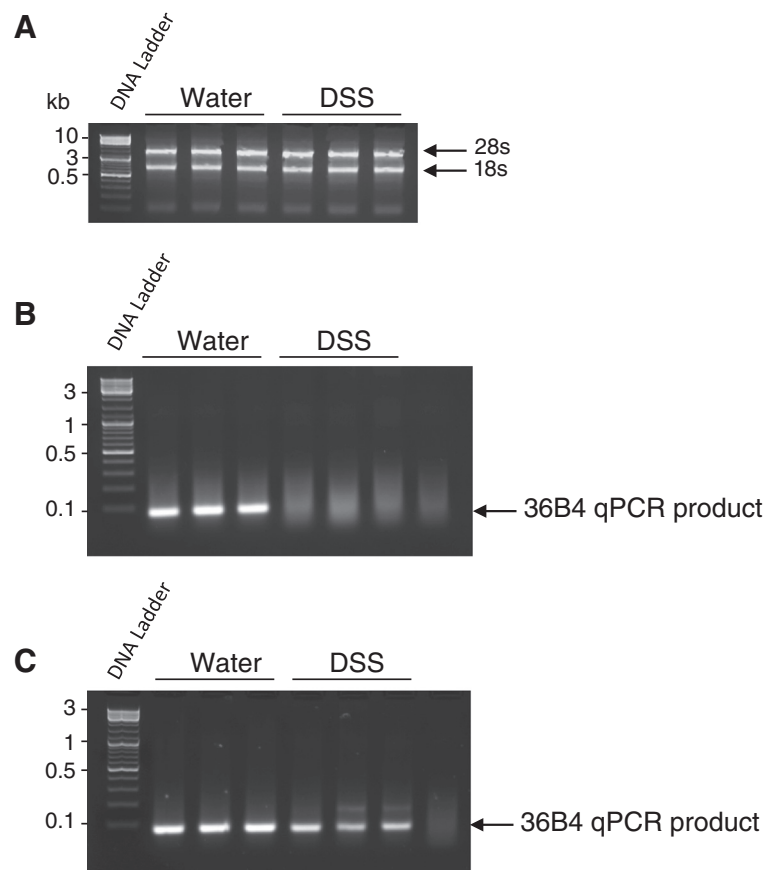 A
DNA Ladder
kb
Water DSS
10
3
0.5
28s
18s
B
DNA Ladder
Water DSS
3
1
0.5
0.1
36B4 qPCR product
C
DNA Ladder
Water DSS
3
1
0.5
0.1
36B4 qPCR product